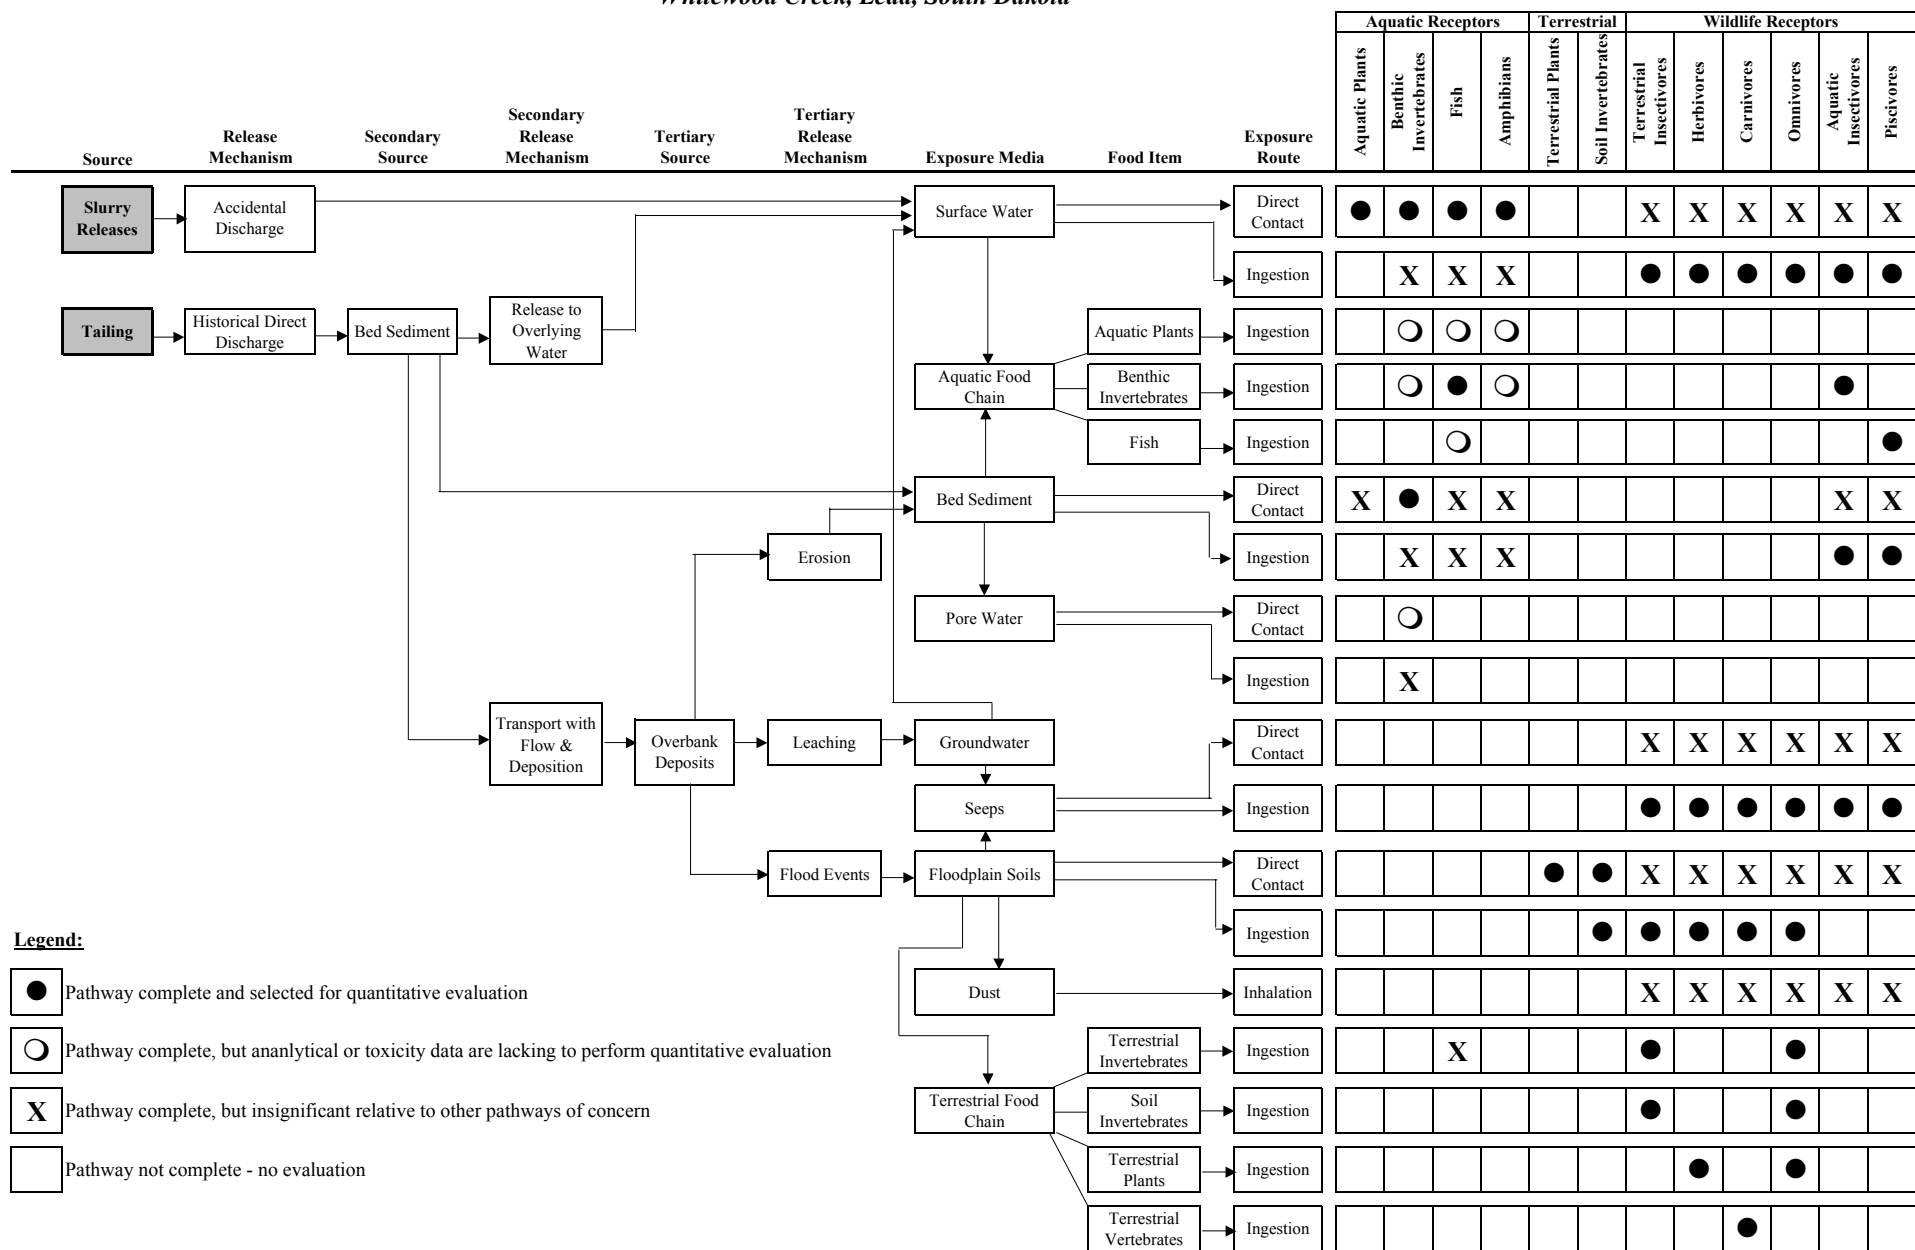 Whitewood Creek, Lead, South Dakota
Aquatic Receptors
Terrestrial
Wildlife Receptors
Source
Release
Mechanism
Secondary
Source
Secondary
Release
Mechanism
Tertiary
Source
Tertiary
Release
Mechanism
Exposure Media
Food Item
Exposure
Route
Aquatic Plants
Benthic
Invertebrates
Fish
Amphibians
Terrestrial Plants
Soil Invertebrates
Terrestrial
Insectivores
Herbivores
Carnivores
Omnivores
Aquatic
Insectivores
Piscivores
Slurry
Releases
Accidental
Discharge
Surface Water
Direct
Contact
X X X X X X
Ingestion
X X X
Tailing
Historical Direct
Discharge
Bed Sediment
Release to
Overlying
Water
Aquatic Plants
Ingestion
Aquatic Food
Chain
Benthic
Invertebrates
Ingestion
Fish
Ingestion
Bed Sediment
Direct
Contact
X X X X X
Erosion
Ingestion
X X X
Pore Water
Direct
Contact
Ingestion
X
Transport with
Flow &
Deposition
Overbank
Deposits
Leaching
Groundwater
Direct
Contact
X X X X X X
Seeps
Ingestion
Flood Events
Floodplain Soils
Direct
Contact
X X X X X X
Ingestion
Legend:
Pathway complete and selected for quantitative evaluation
Dust
Inhalation
X X X X X X
Pathway complete, but ananlytical or toxicity data are lacking to perform quantitative evaluation
Terrestrial
Invertebrates
Ingestion
X
X Pathway complete, but insignificant relative to other pathways of concern
Terrestrial Food
Chain
Soil
Invertebrates
Ingestion
Pathway not complete - no evaluation
Terrestrial
Plants
Ingestion
Terrestrial
Vertebrates
Ingestion